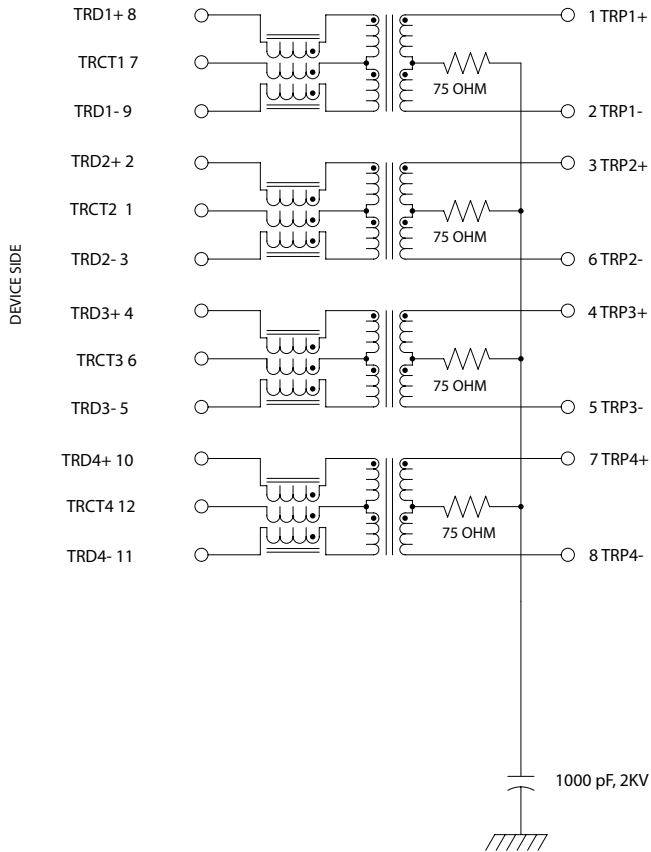 TRD1+ 8
1 TRP1+
TRCT1 7
75 OHM
TRD1- 9
2 TRP1-
TRD2+ 2
3 TRP2+
TRCT2 1
75 OHM
TRD2- 3
6 TRP2-
DEVICE SIDE
TRD3+ 4
4 TRP3+
TRCT3 6
75 OHM
TRD3- 5
5 TRP3-
TRD4+ 10
7 TRP4+
TRCT4 12
75 OHM
TRD4- 11
8 TRP4-
1000 pF, 2KV